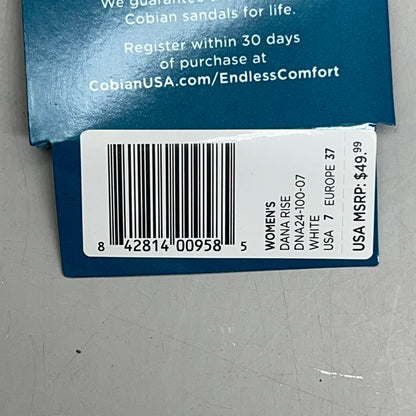 We guarantee
Cobian sandals for life.
Register within 30 days
of purchase at
CobianUSA.com/EndlessComfort
8 42814 00958 5
WOMEN'S
DANA RISE
DNA24-100-07
WHITE
USA 7 EUROPE 37
USA MSRP: $49.99